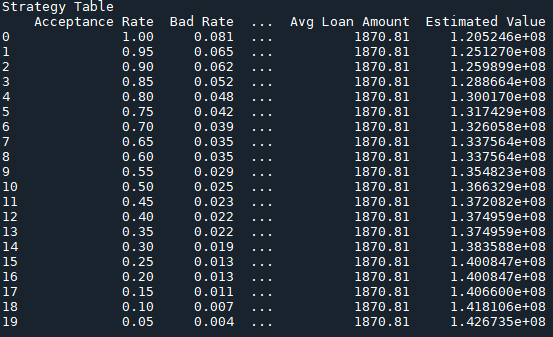 Strategy Table
    Acceptance Rate  Bad Rate  ...  Avg Loan Amount  Estimated Value
0              1.00     0.081  ...          1870.81     1.205246e+08
1              0.95     0.065  ...          1870.81     1.251270e+08
2              0.90     0.062  ...          1870.81     1.259899e+08
3              0.85     0.052  ...          1870.81     1.288664e+08
4              0.80     0.048  ...          1870.81     1.300170e+08
5              0.75     0.042  ...          1870.81     1.317429e+08
6              0.70     0.039  ...          1870.81     1.326058e+08
7              0.65     0.035  ...          1870.81     1.337564e+08
8              0.60     0.035  ...          1870.81     1.337564e+08
9              0.55     0.029  ...          1870.81     1.354823e+08
10             0.50     0.025  ...          1870.81     1.366329e+08
11             0.45     0.023  ...          1870.81     1.372082e+08
12             0.40     0.022  ...          1870.81     1.374959e+08
13             0.35     0.022  ...          1870.81     1.374959e+08
14             0.30     0.019  ...          1870.81     1.383588e+08
15             0.25     0.013  ...          1870.81     1.400847e+08
16             0.20     0.013  ...          1870.81     1.400847e+08
17             0.15     0.011  ...          1870.81     1.406600e+08
18             0.10     0.007  ...          1870.81     1.418106e+08
19             0.05     0.004  ...          1870.81     1.426735e+08